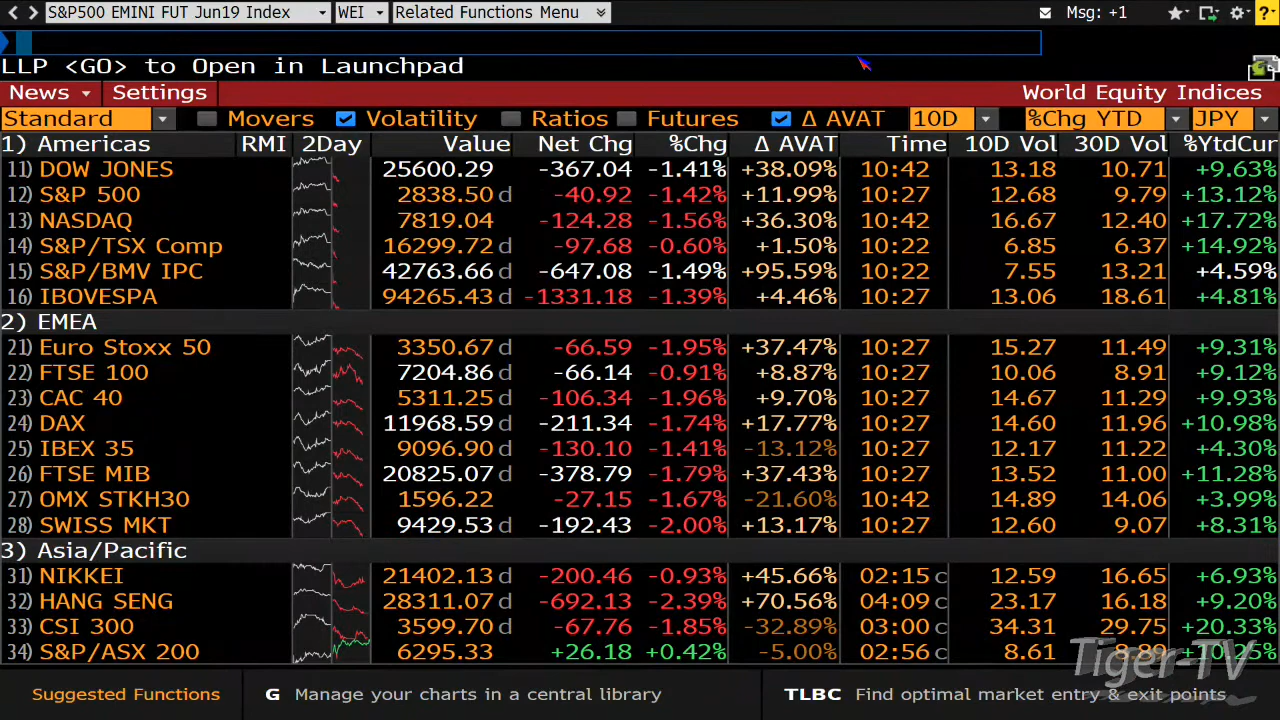 S&P500 EMINI FUT Jun19 Index WEI Related Functions Menu Msg: +1 ?
LLP <GO> to Open in Launchpad
News Settings World Equity Indices
Standard Movers Volatility Ratios Futures Δ AVAT 10D %Chg YTD JPY
1) Americas RMI 2Day Value Net Chg %Chg Δ AVAT Time 10D Vol 30D Vol %YtdCur
11) DOW JONES 25600.29 -367.04 -1.41% +38.09% 10:42 13.18 10.71 +9.63%
12) S&P 500 2838.50 d -40.92 -1.42% +11.99% 10:27 12.68 9.79 +13.12%
13) NASDAQ 7819.04 -124.28 -1.56% +36.30% 10:42 16.67 12.40 +17.72%
14) S&P/TSX Comp 16299.72 d -97.68 -0.60% +1.50% 10:22 6.85 6.37 +14.92%
15) S&P/BMV IPC 42763.66 d -647.08 -1.49% +95.59% 10:22 7.55 13.21 +4.59%
16) IBOVESPA 94265.43 d -1331.18 -1.39% +4.46% 10:27 13.06 18.61 +4.81%
2) EMEA
21) Euro Stoxx 50 3350.67 d -66.59 -1.95% +37.47% 10:27 15.27 11.49 +9.31%
22) FTSE 100 7204.86 d -66.14 -0.91% +8.87% 10:27 10.06 8.91 +9.12%
23) CAC 40 5311.25 d -106.34 -1.96% +9.70% 10:27 14.67 11.29 +9.93%
24) DAX 11968.59 d -211.34 -1.74% +17.77% 10:27 14.60 11.96 +10.98%
25) IBEX 35 9096.90 d -130.10 -1.41% -13.12% 10:27 12.17 11.22 +4.30%
26) FTSE MIB 20825.07 d -378.79 -1.79% +37.43% 10:27 13.52 11.00 +11.28%
27) OMX STKH30 1596.22 -27.15 -1.67% -21.60% 10:42 14.89 14.06 +3.99%
28) SWISS MKT 9429.53 d -192.43 -2.00% +13.17% 10:27 12.60 9.07 +8.31%
3) Asia/Pacific
31) NIKKEI 21402.13 d -200.46 -0.93% +45.66% 02:15 c 12.59 16.65 +6.93%
32) HANG SENG 28311.07 d -692.13 -2.39% +70.56% 04:09 c 23.17 16.18 +9.20%
33) CSI 300 3599.70 d -67.76 -1.85% -32.89% 03:00 c 34.31 29.75 +20.33%
34) S&P/ASX 200 6295.33 +26.18 +0.42% -5.00% 02:56 c 8.61 8.89 +10.25%
Tiger-TV
Suggested Functions G Manage your charts in a central library TLBC Find optimal market entry & exit points